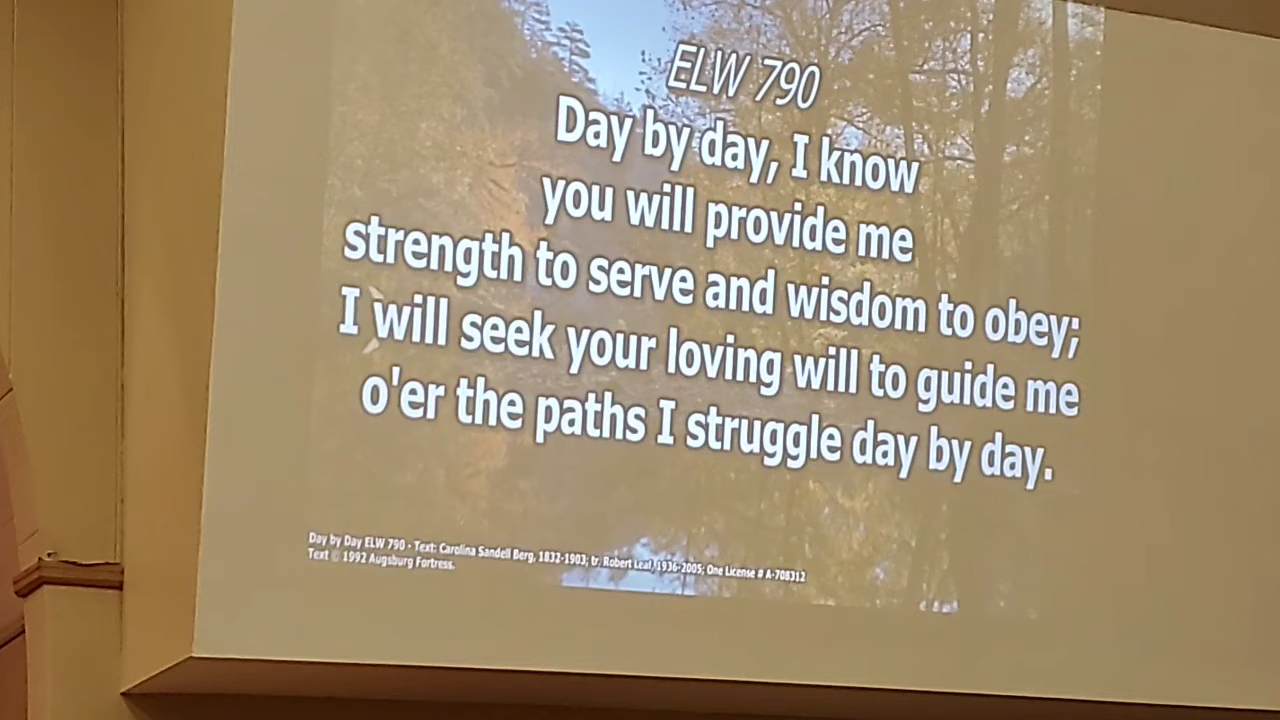 ELW 790
Day by day, I know
you will provide me
strength to serve and wisdom to obey;
I will seek your loving will to guide me
o'er the paths I struggle day by day.
Day by Day ELW 790 - Text: Carolina Sandell Berg, 1832-1903; tr. Robert Leaf, 1936-2005; One License # A-708312
Text © 1992 Augsburg Fortress.